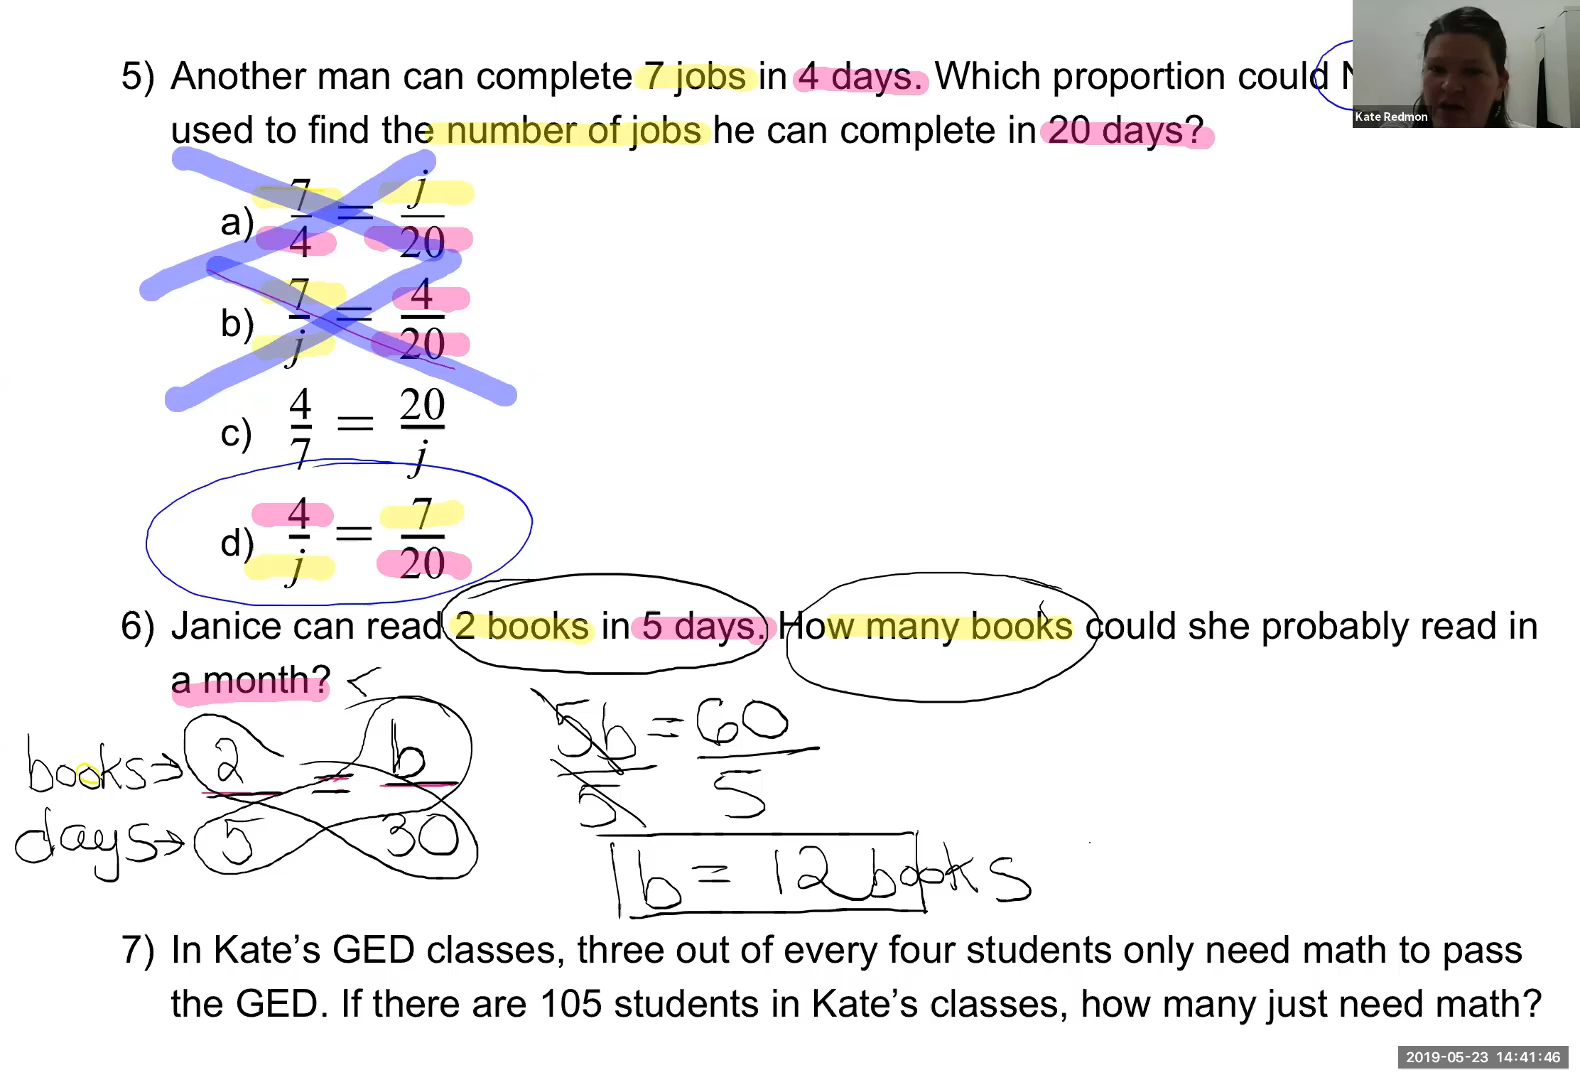 5) Another man can complete 7 jobs in 4 days. Which proportion could
Kate Redmon
used to find the number of jobs he can complete in 20 days?
a) 7/4 = j/20
b) 7/j = 4/20
c) 4/7 = 20/j
d) 4/j = 7/20
6) Janice can read 2 books in 5 days. How many books could she probably read in
a month?
books→ 2 = b
days→ 5 30
5b = 60
5 5
b = 12 books
7) In Kate’s GED classes, three out of every four students only need math to pass
the GED. If there are 105 students in Kate’s classes, how many just need math?
2019-05-23 14:41:46